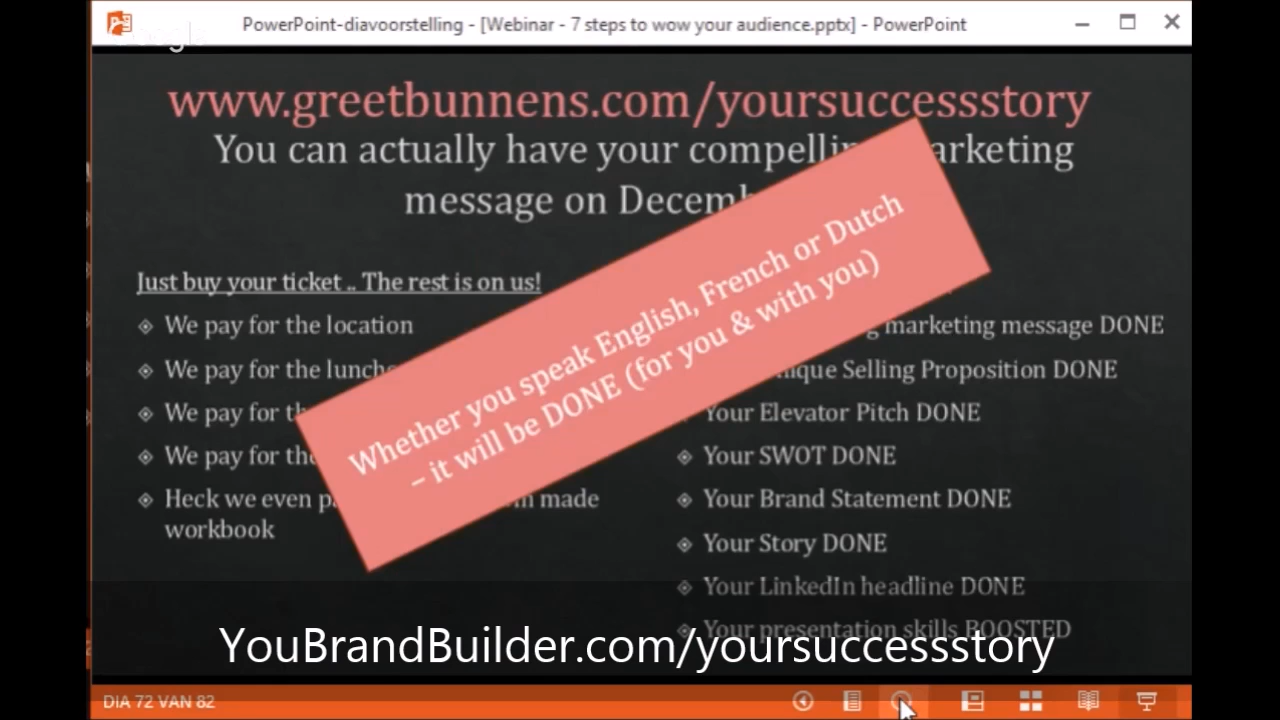 PowerPoint-diavoorstelling - [Webinar - 7 steps to wow your audience.pptx] - PowerPoint
www.greetbunnens.com/yoursuccessstory
You can actually have your compelling marketing
message on December
Just buy your ticket .. The rest is on us!
We pay for the location
We pay for the lunch
We pay for
We pay for
Heck we even made
workbook
Whether you speak English, French or Dutch
– it will be DONE (for you & with you)
marketing message DONE
Unique Selling Proposition DONE
Your Elevator Pitch DONE
Your SWOT DONE
Your Brand Statement DONE
Your Story DONE
Your LinkedIn headline DONE
Your presentation skills BOOSTED
YouBrandBuilder.com/yoursuccessstory
DIA 72 VAN 82